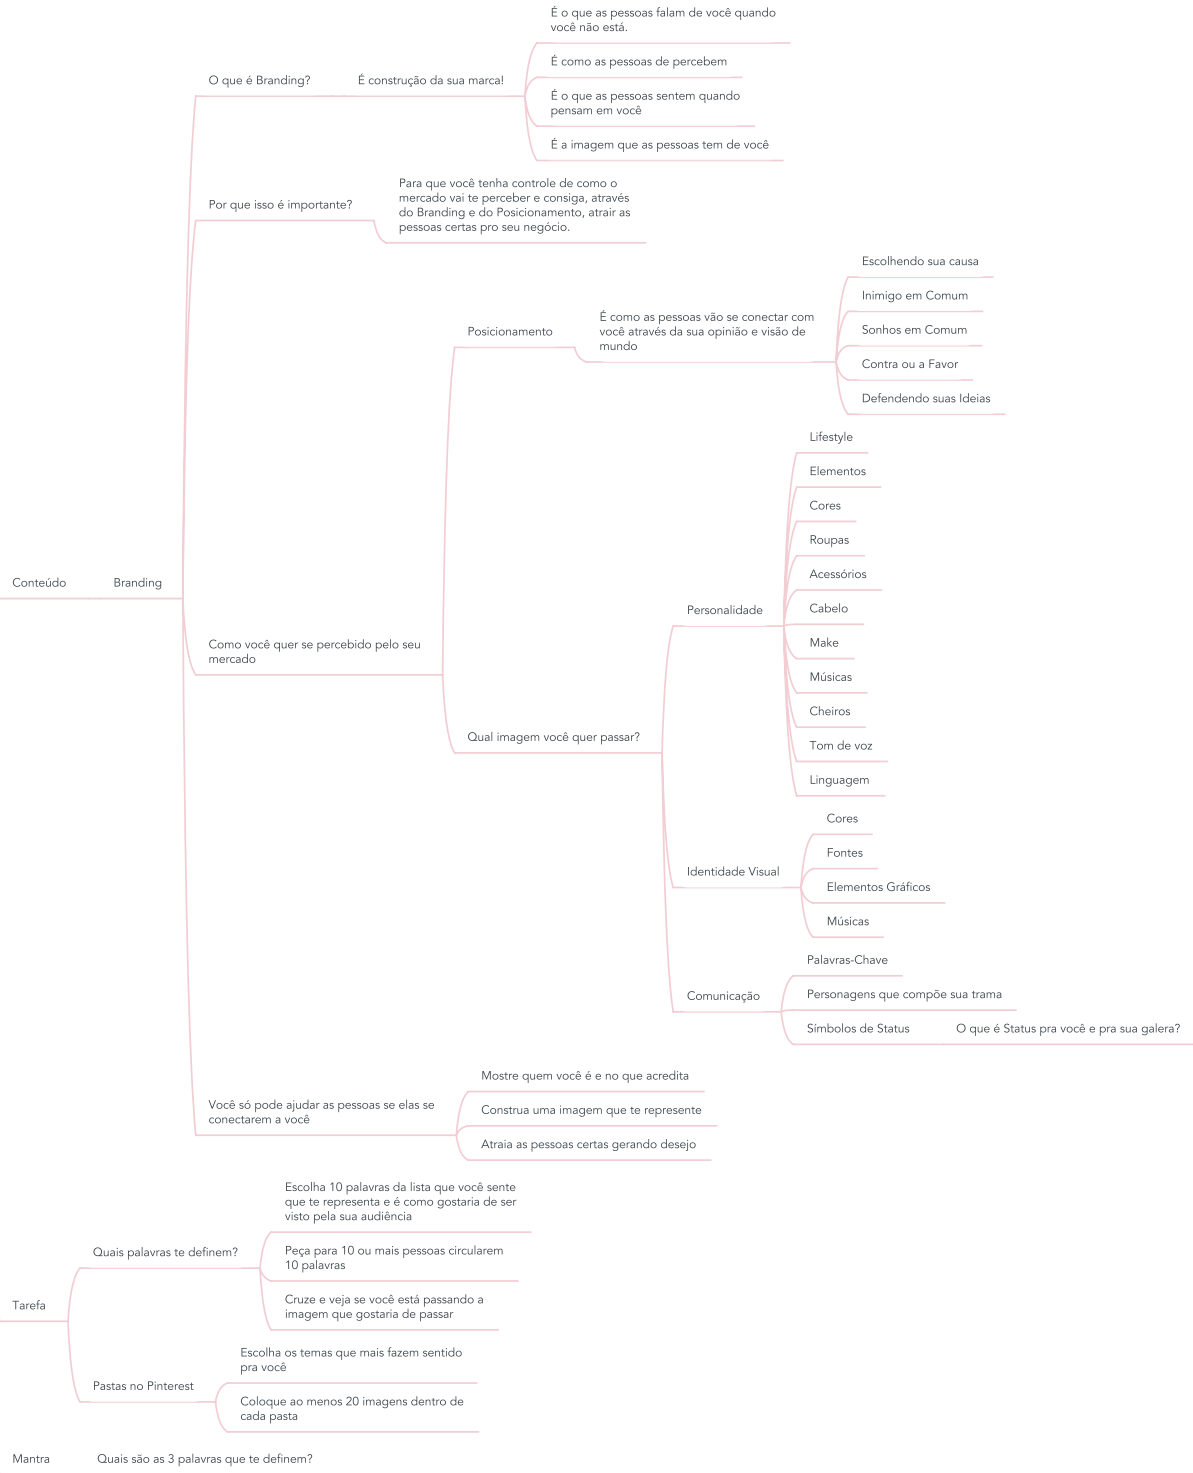 Conteúdo
Branding
O que é Branding?
É construção da sua marca!
É o que as pessoas falam de você quando
você não está.
É como as pessoas de percebem
É o que as pessoas sentem quando
pensam em você
É a imagem que as pessoas tem de você
Por que isso é importante?
Para que você tenha controle de como o
mercado vai te perceber e consiga, através
do Branding e do Posicionamento, atrair as
pessoas certas pro seu negócio.
Como você quer se percebido pelo seu
mercado
Posicionamento
É como as pessoas vão se conectar com
você através da sua opinião e visão de
mundo
Escolhendo sua causa
Inimigo em Comum
Sonhos em Comum
Contra ou a Favor
Defendendo suas Ideias
Qual imagem você quer passar?
Personalidade
Lifestyle
Elementos
Cores
Roupas
Acessórios
Cabelo
Make
Músicas
Cheiros
Tom de voz
Linguagem
Identidade Visual
Cores
Fontes
Elementos Gráficos
Músicas
Comunicação
Palavras-Chave
Personagens que compõe sua trama
Símbolos de Status
O que é Status pra você e pra sua galera?
Você só pode ajudar as pessoas se elas se
conectarem a você
Mostre quem você é e no que acredita
Construa uma imagem que te represente
Atraia as pessoas certas gerando desejo
Tarefa
Quais palavras te definem?
Escolha 10 palavras da lista que você sente
que te representa e é como gostaria de ser
visto pela sua audiência
Peça para 10 ou mais pessoas circularem
10 palavras
Cruze e veja se você está passando a
imagem que gostaria de passar
Pastas no Pinterest
Escolha os temas que mais fazem sentido
pra você
Coloque ao menos 20 imagens dentro de
cada pasta
Mantra
Quais são as 3 palavras que te definem?